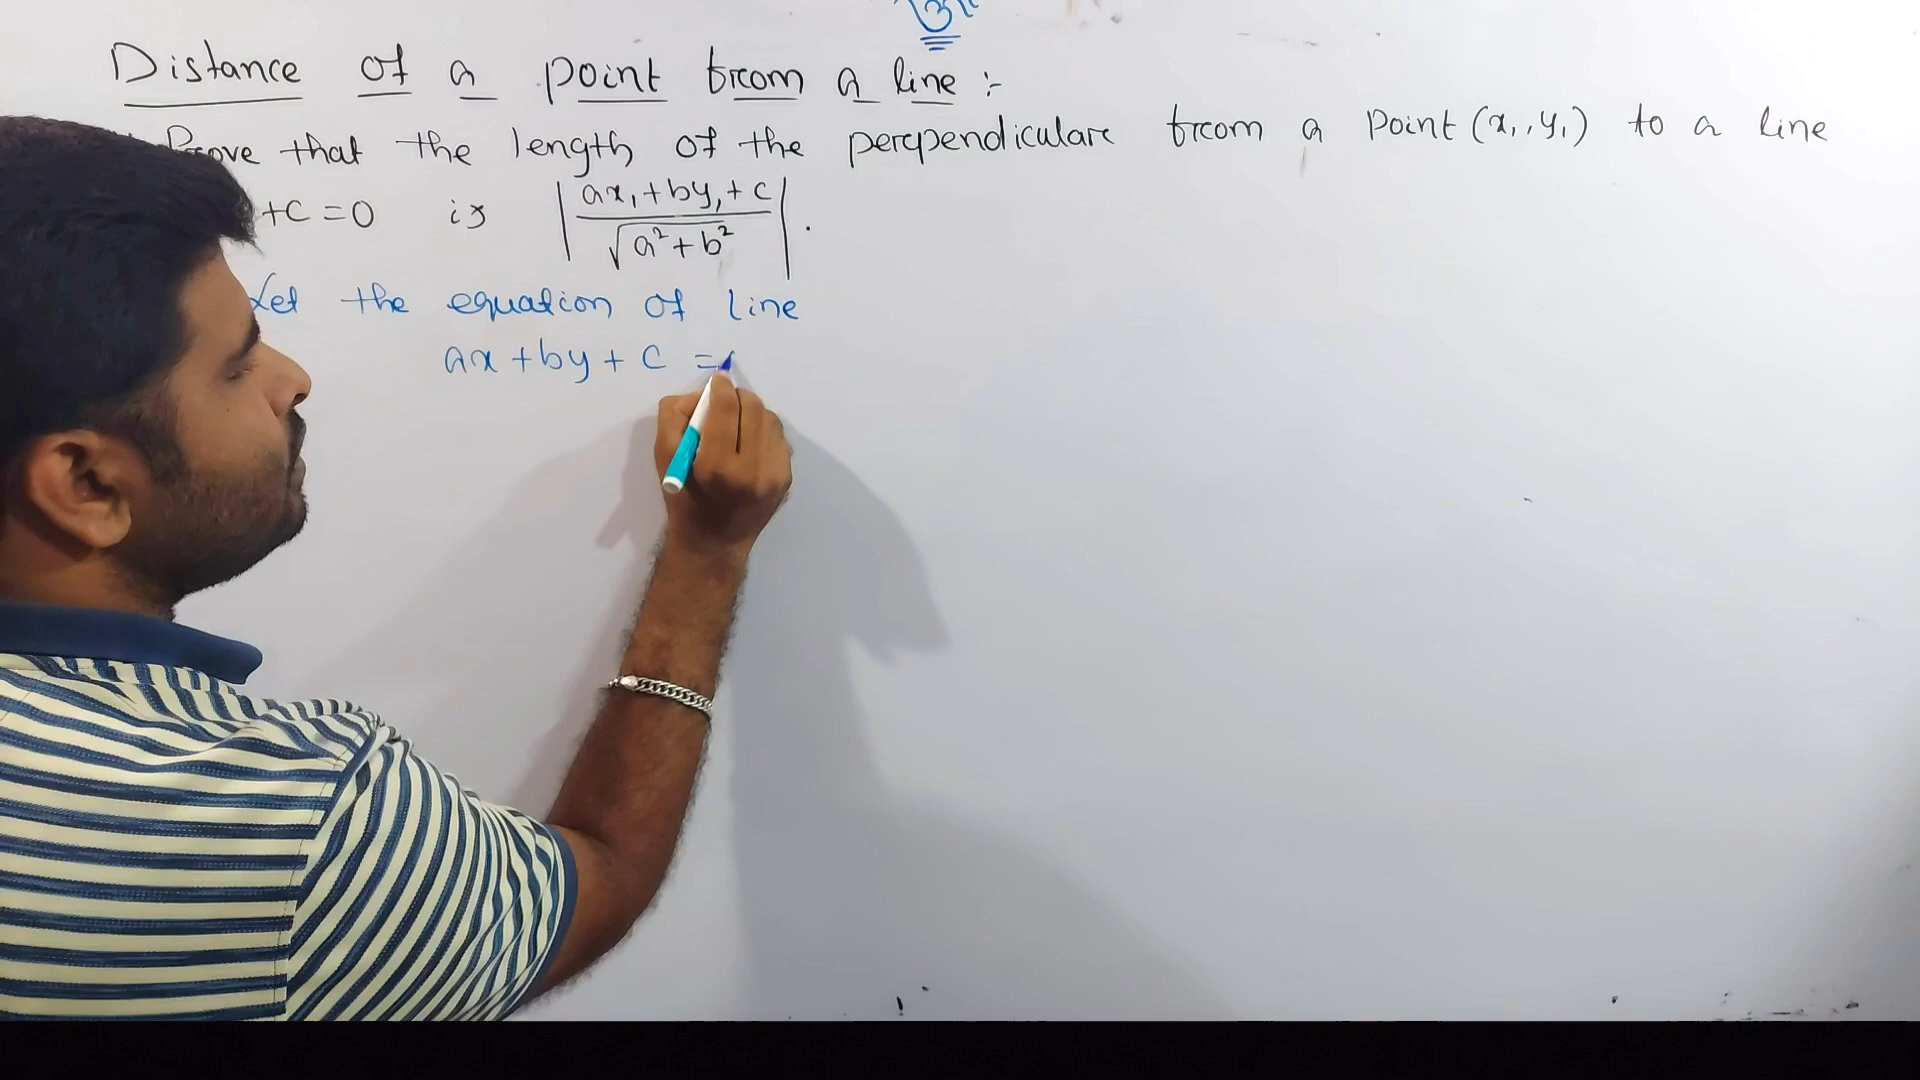 Distance of a point from a line :-
Prove that the length of the perpendicular from a point (x₁, y₁) to a line
+c = 0 is | ax₁ + by₁ + c / √a² + b² | .
Let the equation of line
ax + by + c =